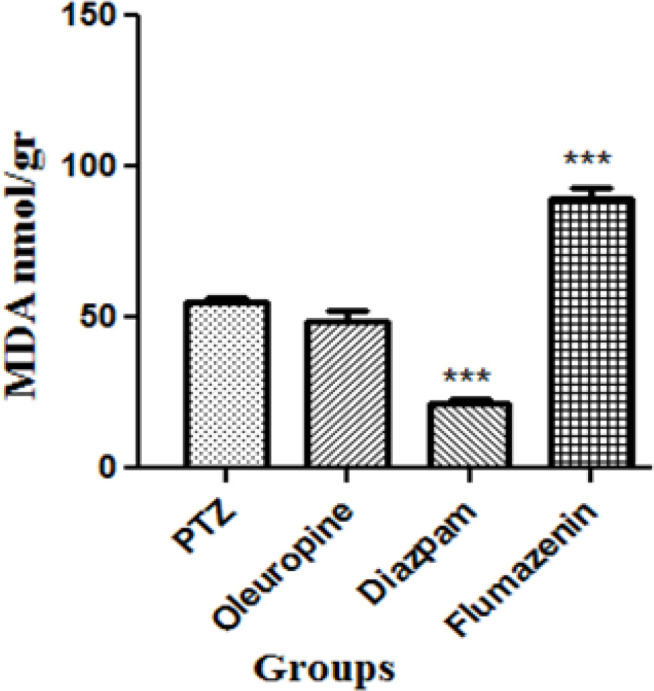 150
100
50
0
MDA nmol/gr
***
***
PTZ
Oleuropine
Diazpam
Flumazenin
Groups